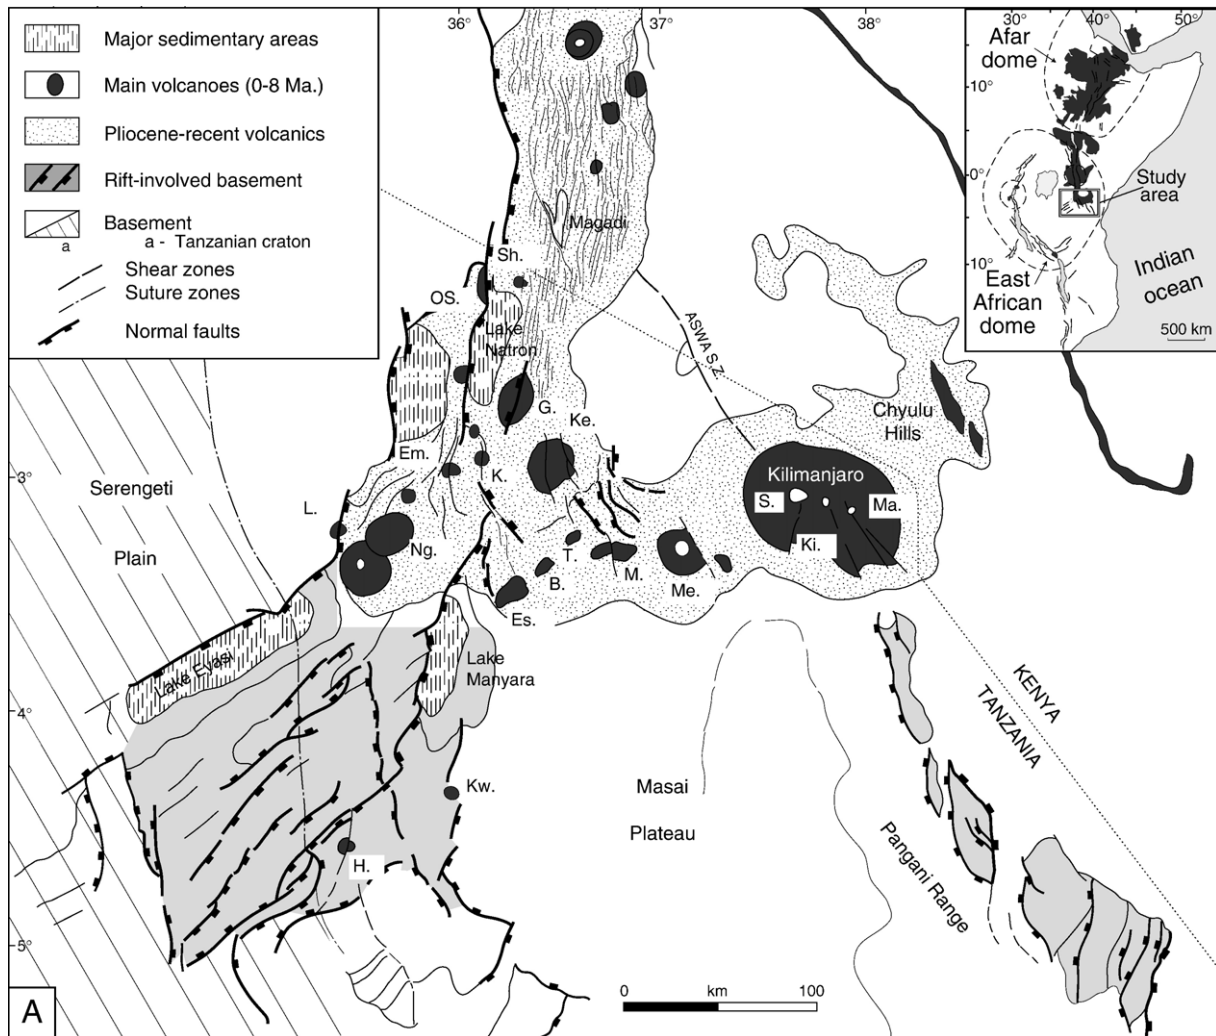 36°
37°
38°
Major sedimentary areas
Main volcanoes (0-8 Ma.)
Pliocene-recent volcanics
Rift-involved basement
Basement
a
a - Tanzanian craton
Shear zones
Suture zones
Normal faults
30°
40°
50°
Afar
dome
10°
0°
Study
area
10°
East
African
dome
Indian
ocean
500 km
Magadi
Sh.
OS.
Lake
Natron
ASWA S.Z.
G.
Ke.
Chyulu
Hills
Em.
K.
3°
Serengeti
Plain
Kilimanjaro
L.
S.
Ma.
Ki.
Ng.
T.
B.
M.
Me.
Es.
Lake Eyasi
Lake
Manyara
KENYA
TANZANIA
4°
Kw.
Masai
Plateau
H.
Pangani Range
5°
0
km
100
A